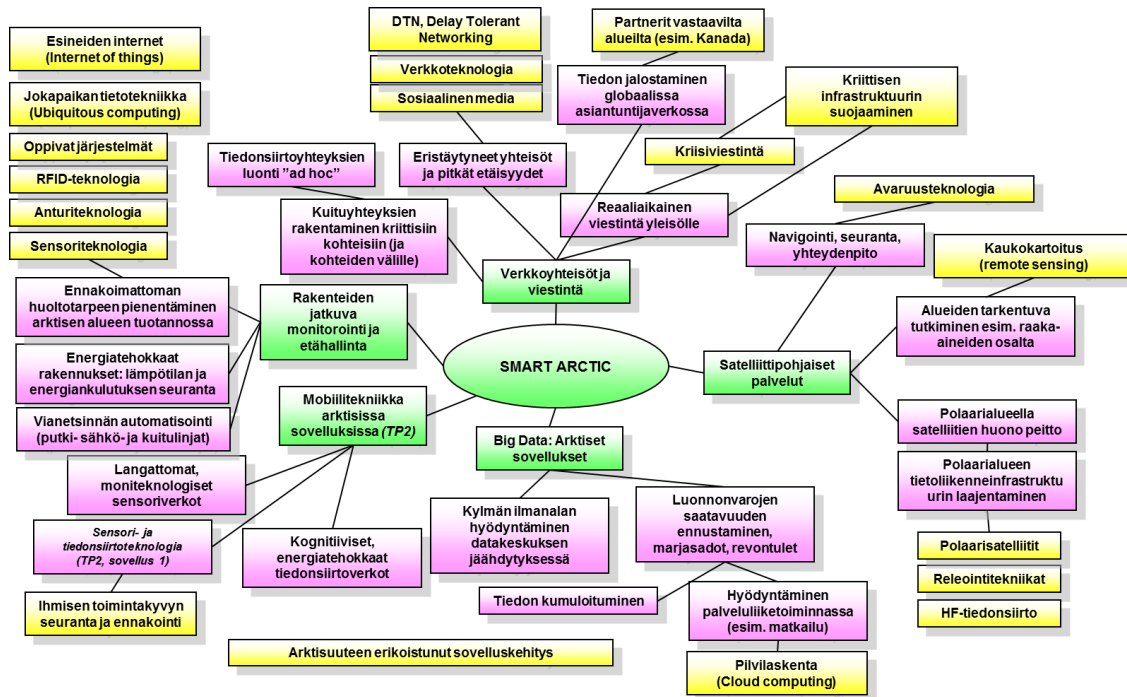 Esineiden internet
(Internet of things)
Jokapaikan tietotekniikka
(Ubiquitous computing)
Oppivat järjestelmät
RFID-teknologia
Anturiteknologia
Sensoriteknologia
DTN, Delay Tolerant
Networking
Verkkoteknologia
Sosiaalinen media
Partnerit vastaavilta
alueilta (esim. Kanada)
Tiedon jalostaminen
globaalissa
asiantuntijaverkossa
Kriittisen
infrastruktuurin
suojaaminen
Kriisiviestintä
Tiedonsiirtoyhteyksien
luonti ”ad hoc”
Eristäytyneet yhteisöt
ja pitkät etäisyydet
Reaaliaikainen
viestintä yleisölle
Kuituyhteyksien
rakentaminen kriittisiin
kohteisiin (ja
kohteiden välille)
Verkkoyhteisöt ja
viestintä
Avaruusteknologia
Navigointi, seuranta,
yhteydenpito
Kaukokartoitus
(remote sensing)
Alueiden tarkentuva
tutkiminen esim. raaka-
aineiden osalta
Ennakoimattoman
huoltotarpeen pienentäminen
arktisen alueen tuotannossa
Rakenteiden
jatkuva
monitorointi ja
etähallinta
SMART ARCTIC
Satelliittipohjaiset
palvelut
Energiatehokkaat
rakennukset: lämpötilan ja
energiankulutuksen seuranta
Vianetsinnän automatisointi
(putki- sähkö- ja kuitulinjat)
Mobiilitekniikka
arktisissa
sovelluksissa (TP2)
Big Data: Arktiset
sovellukset
Polaarialueella
satelliitien huono peitto
Polaarialueen
tietoliikenneinfrastruktu
urin laajentaminen
Langattomat,
moniteknologiset
sensoriverkot
Sensori- ja
tiedonsiirtoteknologia
(TP2, sovellus 1)
Ihmisen toimintakyvyn
seuranta ja ennakointi
Kognitiiviset,
energiatehokkaat
tiedonsiirtoverkot
Kylmän ilmanalan
hyödyntäminen
datakeskuksen
jäähdytyksessä
Luonnonvarojen
saatavuuden
ennustaminen,
marjasadot, revontulet
Tiedon kumuloituminen
Hyödyntäminen
palveluliiketoiminnassa
(esim. matkailu)
Pilvilaskenta
(Cloud computing)
Polaarisatelliitit
Releointitekniikat
HF-tiedonsiirto
Arktisuuteen erikoistunut sovelluskehitys